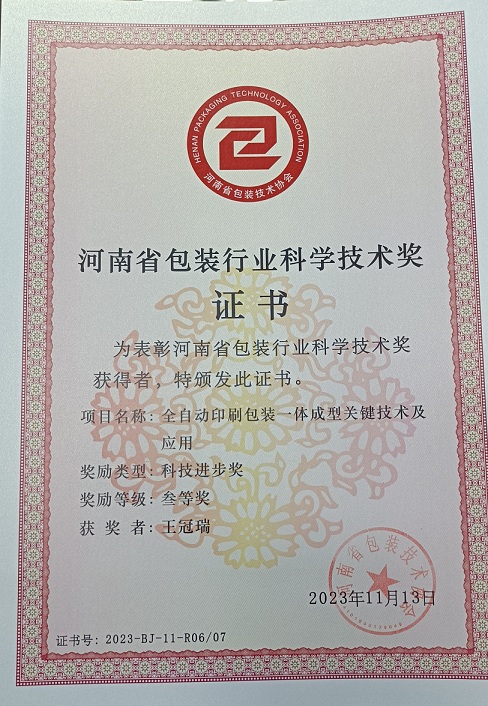 HENAN PACKAGING TECHNOLOGY ASSOCIATION
河南省包装技术协会
河南省包装行业科学技术奖
证书
为表彰河南省包装行业科学技术奖
获得者，特颁发此证书。
项目名称：全自动印刷包装一体成型关键技术及
应用
奖励类型：科技进步奖
奖励等级：叁等奖
获奖者：王冠瑞
河南省包装技术协会
2023年11月13日
证书号：2023-BJ-11-R06/07